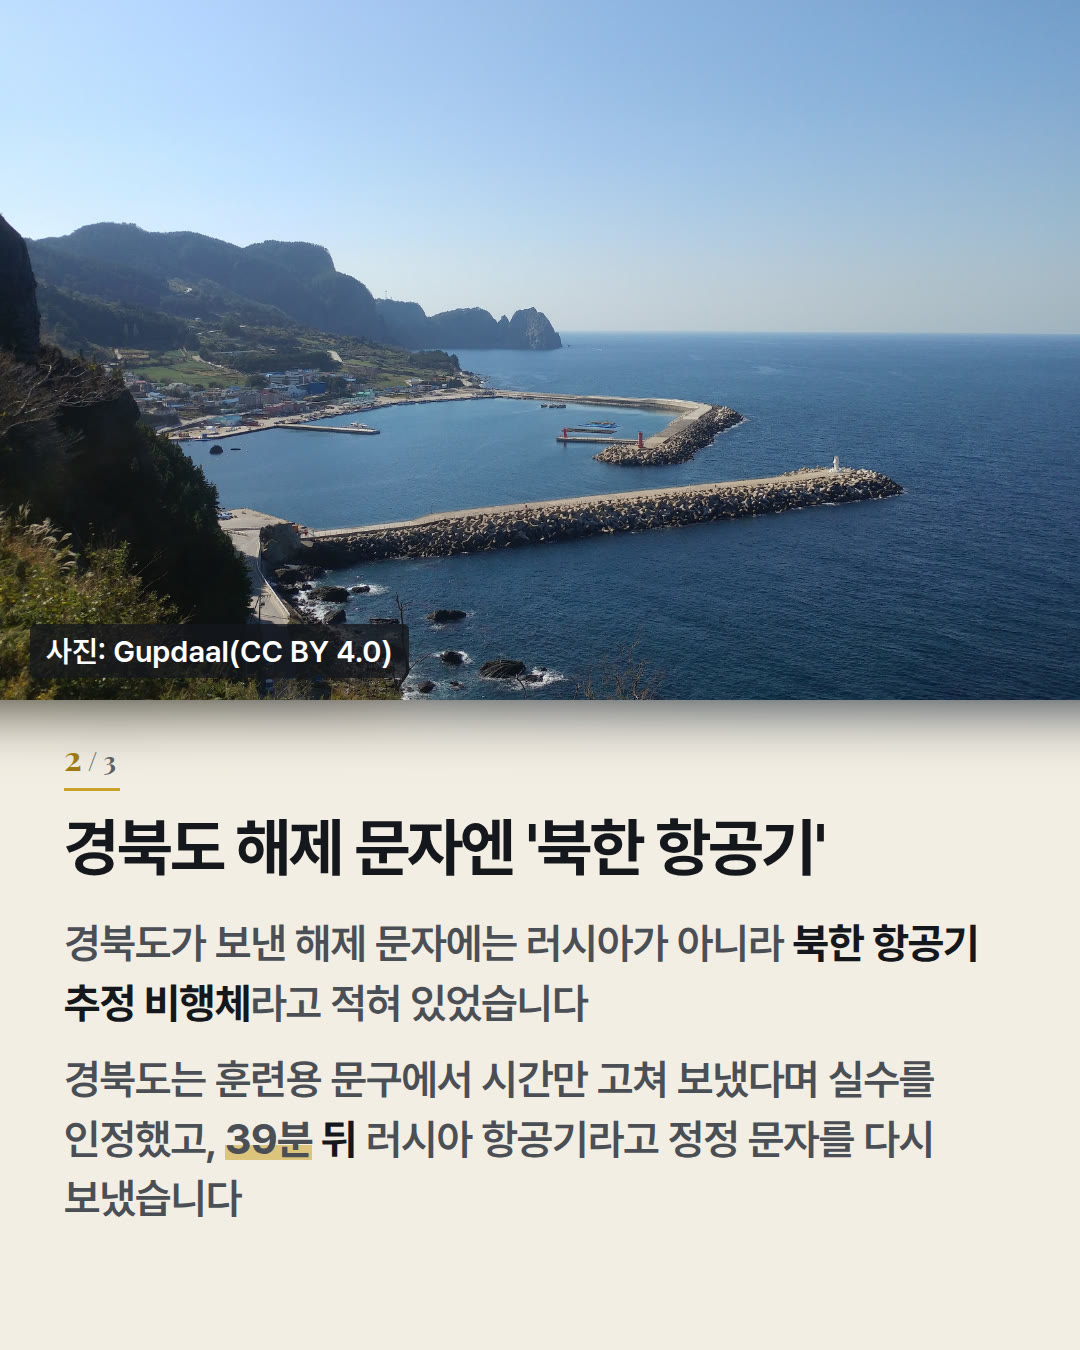 사진: Gupdaal(CC BY 4.0)
2 / 3
경북도 해제 문자엔 '북한 항공기'
경북도가 보낸 해제 문자에는 러시아가 아니라 북한 항공기
추정 비행체라고 적혀 있었습니다
경북도는 훈련용 문구에서 시간만 고쳐 보냈다며 실수를
인정했고, 39분 뒤 러시아 항공기라고 정정 문자를 다시
보냈습니다